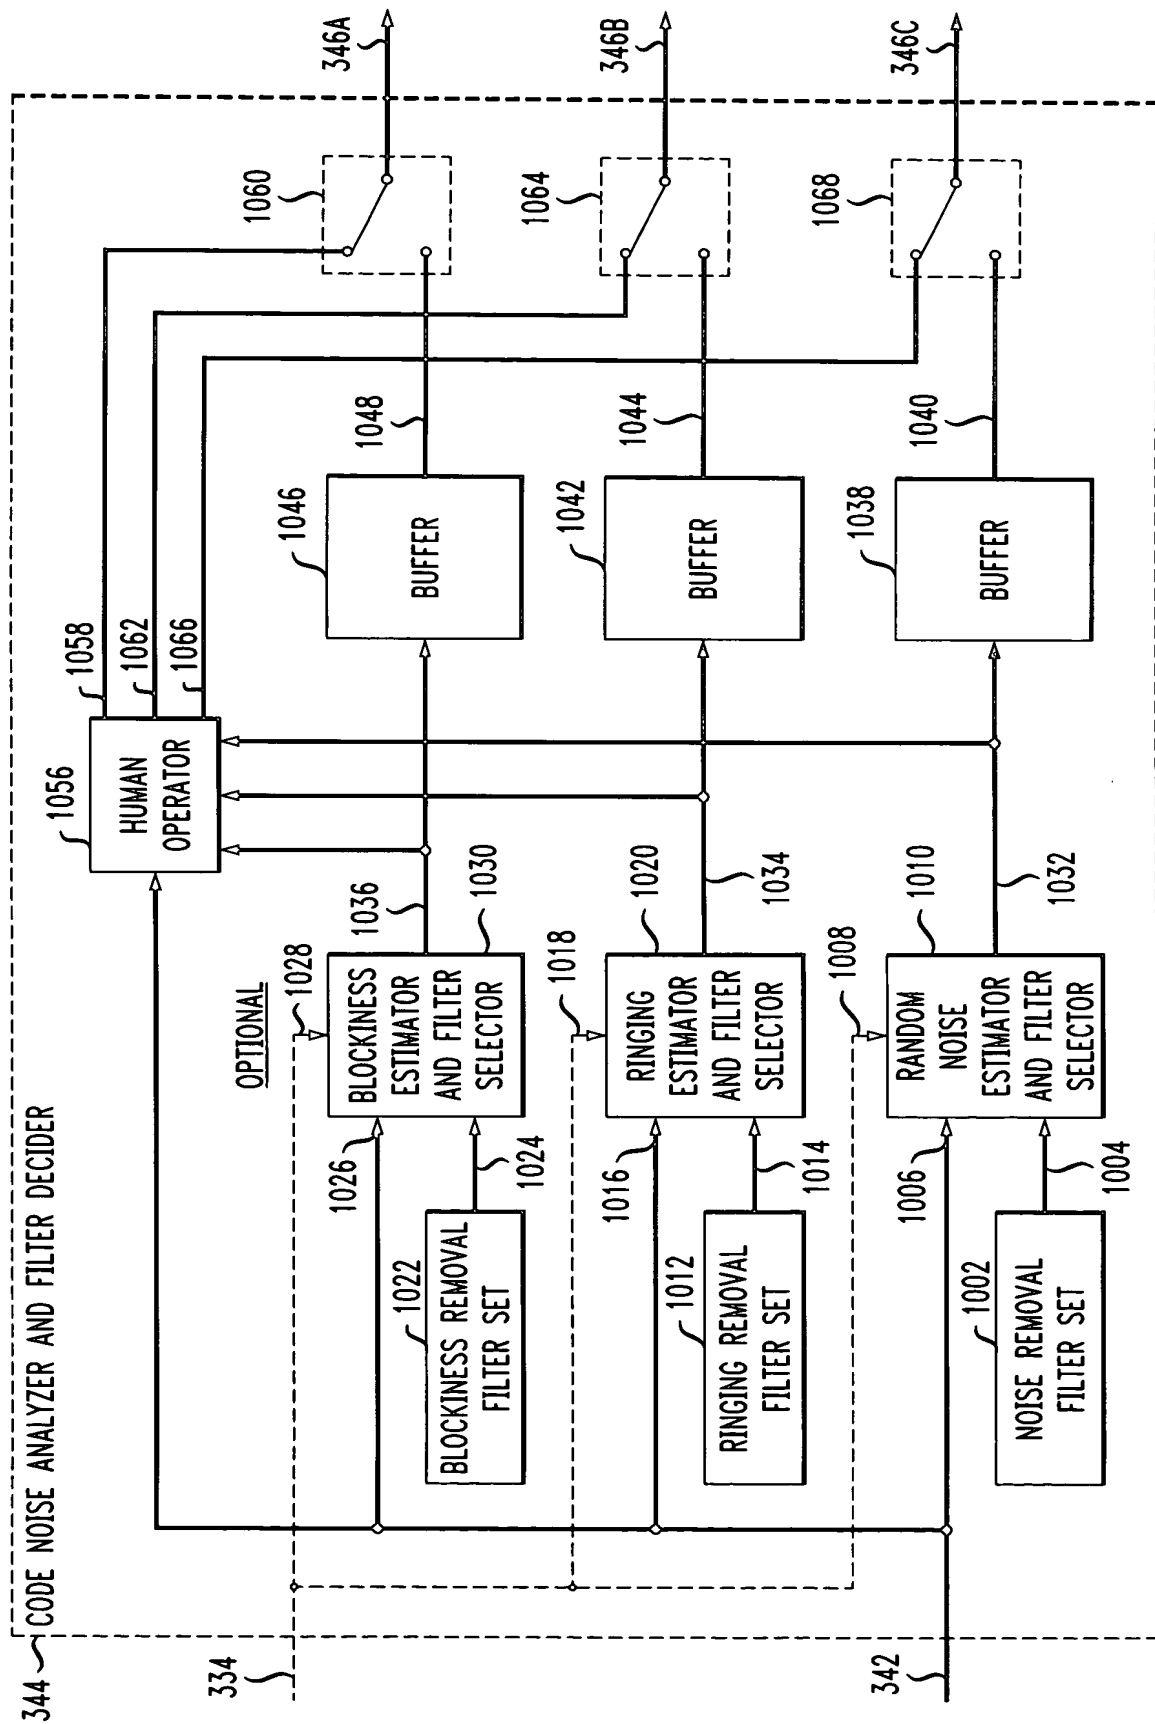 344 CODE NOISE ANALYZER AND FILTER DECIDER
334
342
OPTIONAL
1056
HUMAN
OPERATOR
1058
1062
1066
1022
BLOCKINESS REMOVAL
FILTER SET
1024
1026
1028
BLOCKINESS
ESTIMATOR
AND FILTER
SELECTOR
1030
1036
1046
BUFFER
1048
1060
346A
1012
RINGING REMOVAL
FILTER SET
1014
1016
1018
RINGING
ESTIMATOR
AND FILTER
SELECTOR
1020
1034
1042
BUFFER
1044
1064
346B
1002
NOISE REMOVAL
FILTER SET
1004
1006
1008
RANDOM
NOISE
ESTIMATOR
AND FILTER
SELECTOR
1010
1032
1038
BUFFER
1040
1068
346C